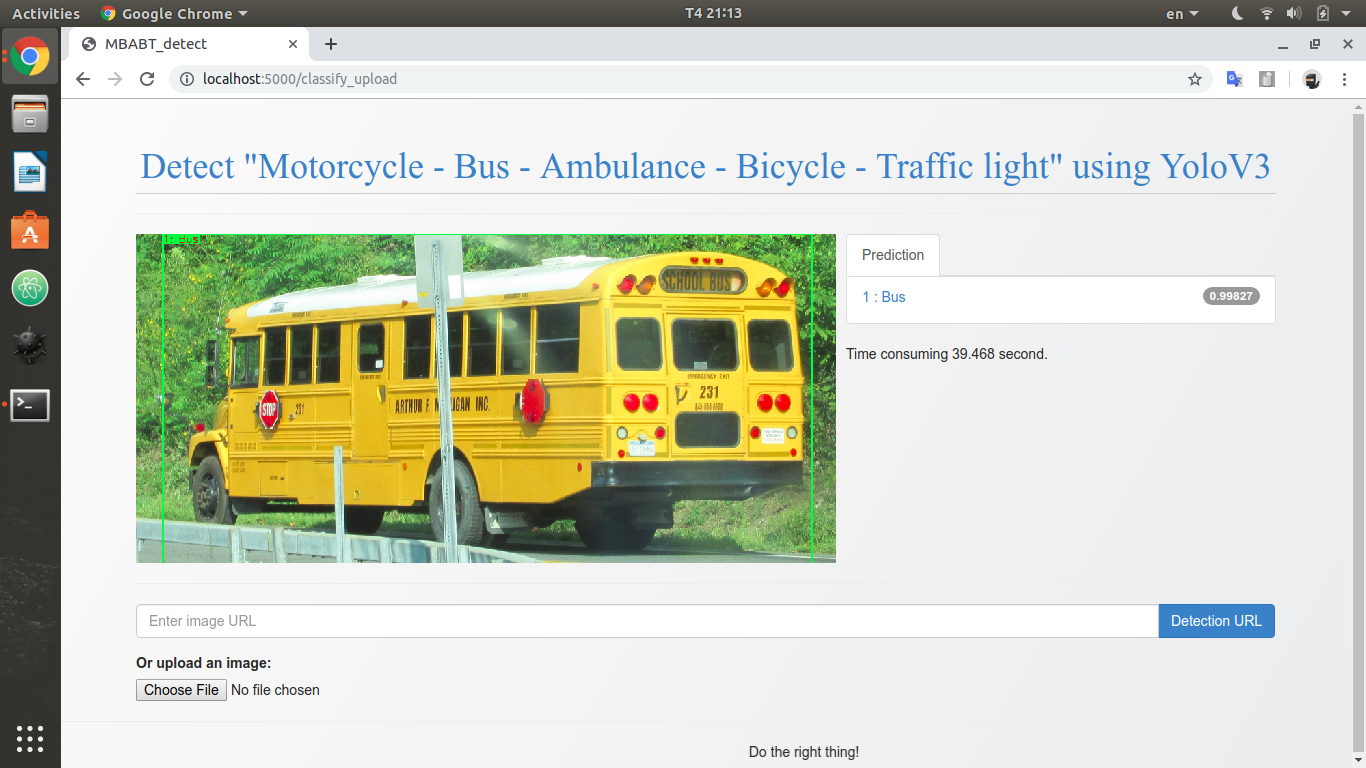 Activities Google Chrome T4 21:13 en
MBABT_detect
localhost:5000/classify_upload
Detect "Motorcycle - Bus - Ambulance - Bicycle - Traffic light" using YoloV3
Prediction
1 : Bus 0.99827
Time consuming 39.468 second.
SCHOOL BUS
EMERGENCY EXIT
231
STOP
231
ARTHUR F. INC.
Enter image URL Detection URL
Or upload an image:
Choose File No file chosen
Do the right thing!